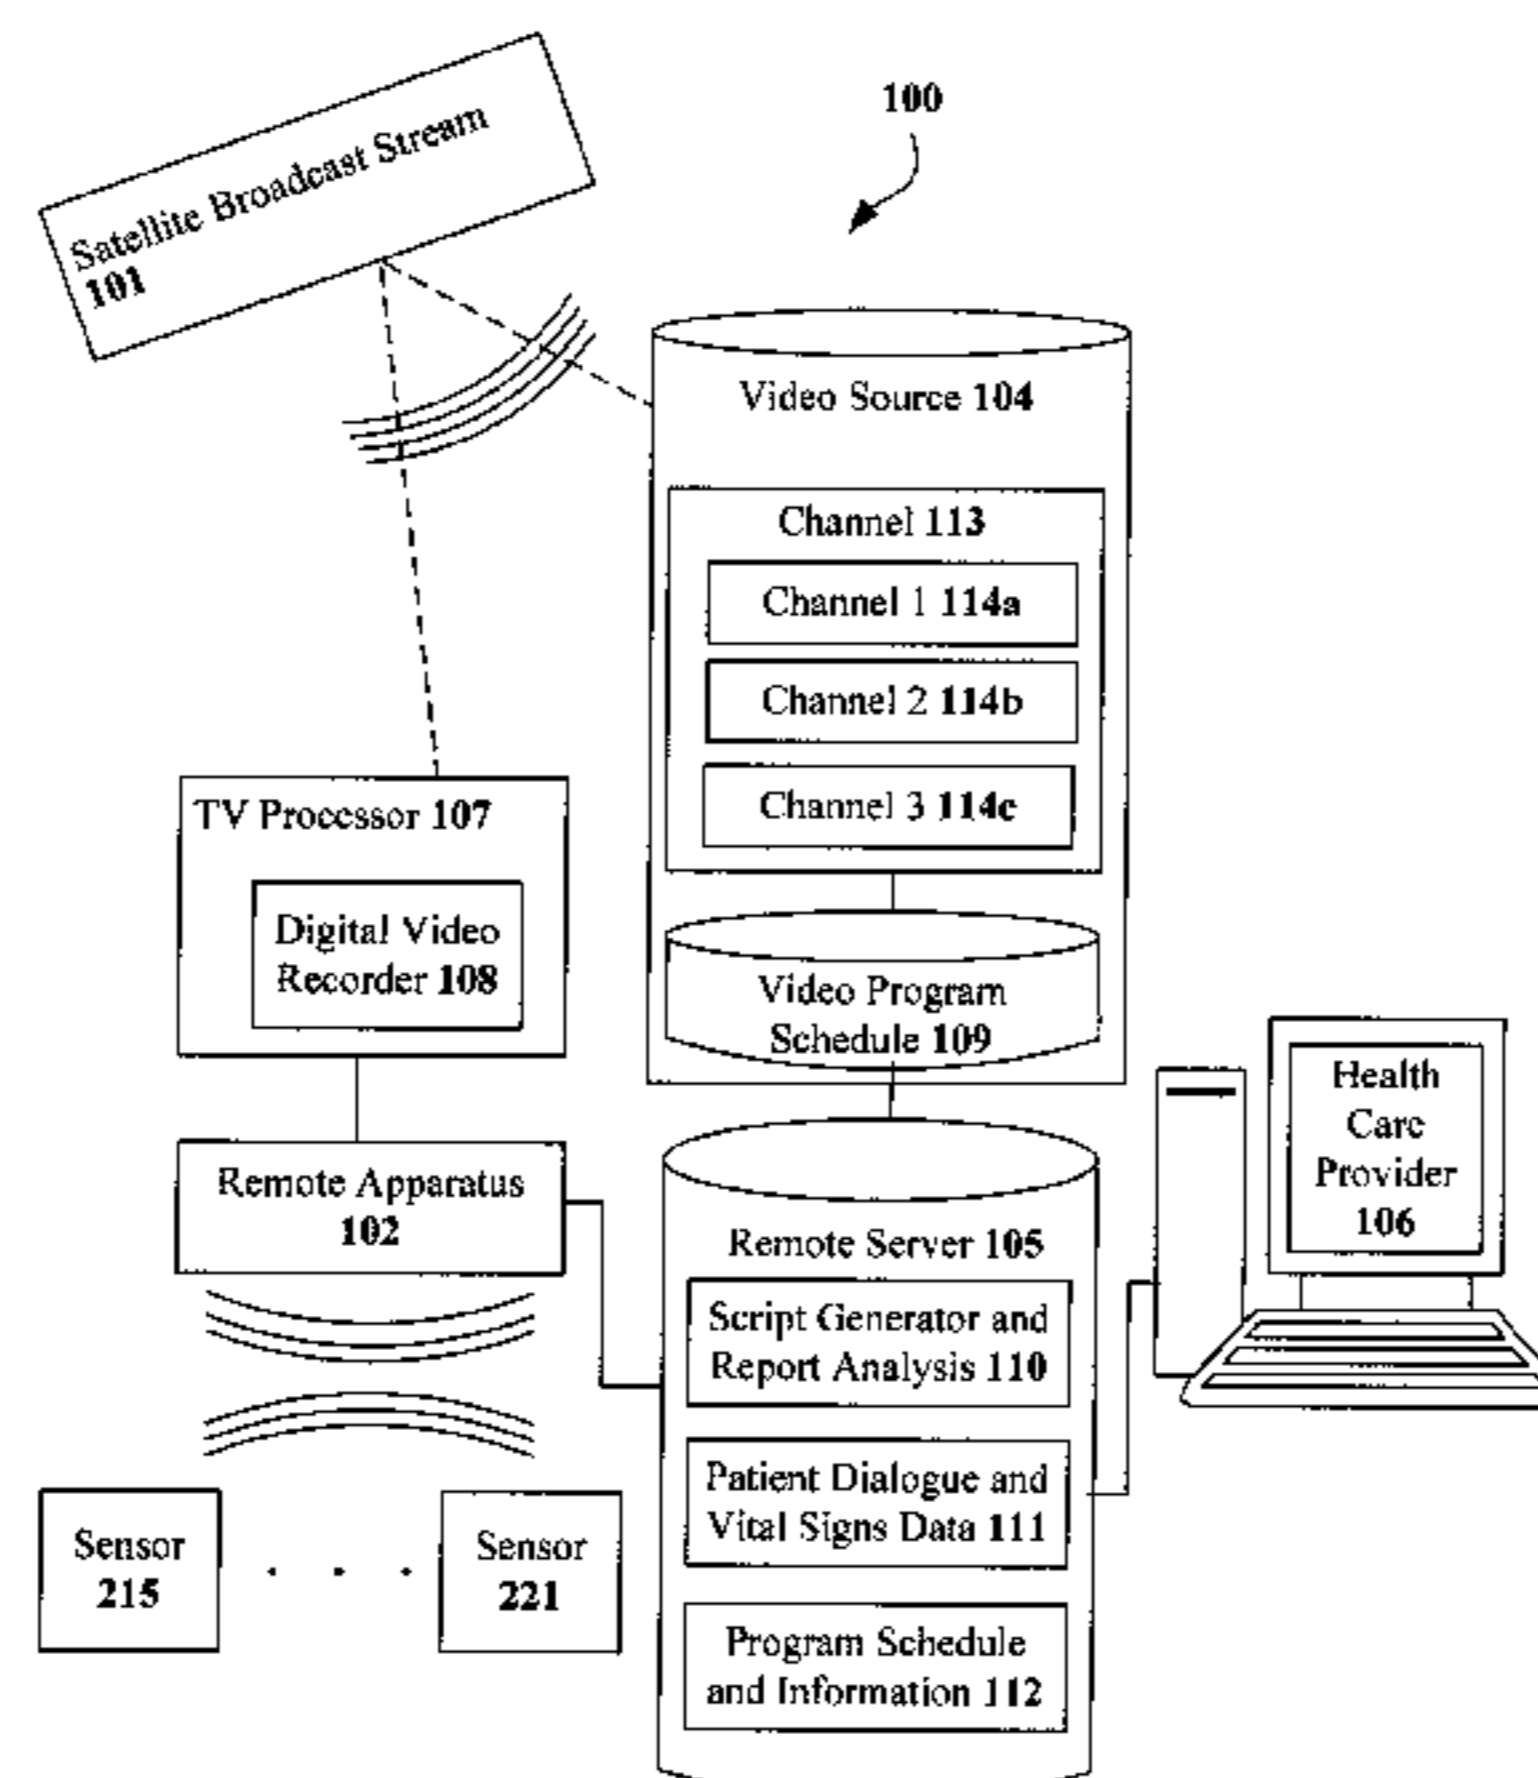 100
Satellite Broadcast Stream
101
Video Source 104
Channel 113
Channel 1 114a
Channel 2 114b
Channel 3 114c
TV Processor 107
Digital Video
Recorder 108
Video Program
Schedule 109
Health
Care
Provider
106
Remote Apparatus
102
Remote Server 105
Script Generator and
Report Analysis 110
Patient Dialogue and
Vital Signs Data 111
Program Schedule
and Information 112
Sensor
215
. . .
Sensor
221